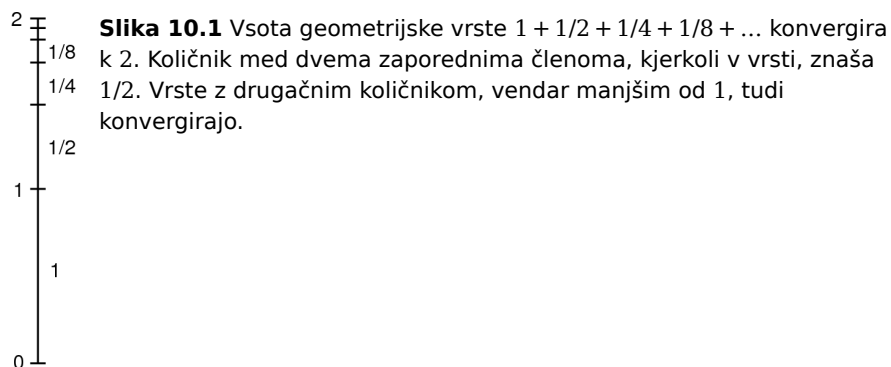 2
1/8
1/4
1/2
1
1
0
Slika 10.1 Vsota geometrijske vrste 1 + 1/2 + 1/4 + 1/8 + … konvergira
k 2. Količnik med dvema zaporednima členoma, kjerkoli v vrsti, znaša
1/2. Vrste z drugačnim količnikom, vendar manjšim od 1, tudi
konvergirajo.